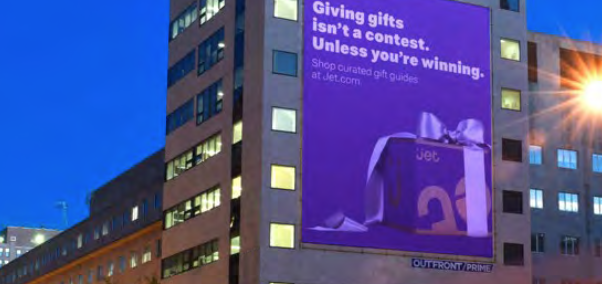 Giving gifts
isn't a contest.
Unless you're winning.
Shop curated gift guides
at Jet.com.
jet
OUTFRONT/PRIME